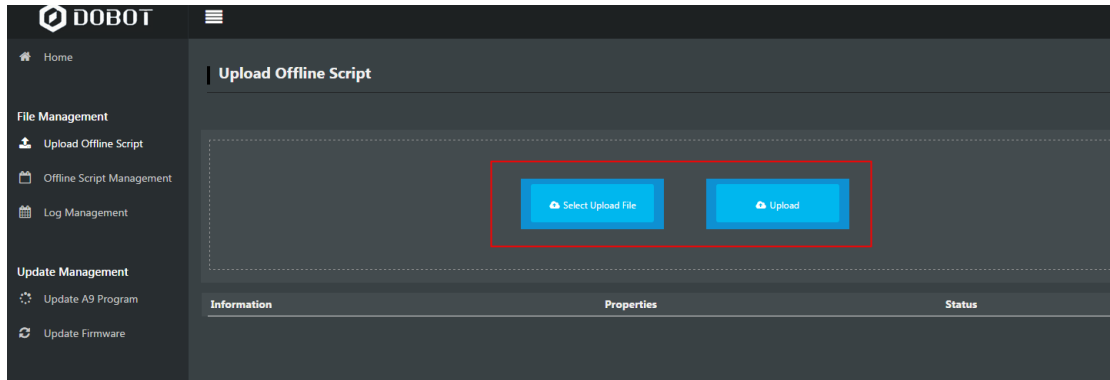 DOBOT
Home
Upload Offline Script
File Management
Upload Offline Script
Offline Script Management
Log Management
Select Upload File
Upload
Update Management
Update A9 Program
Update Firmware
Information Properties Status